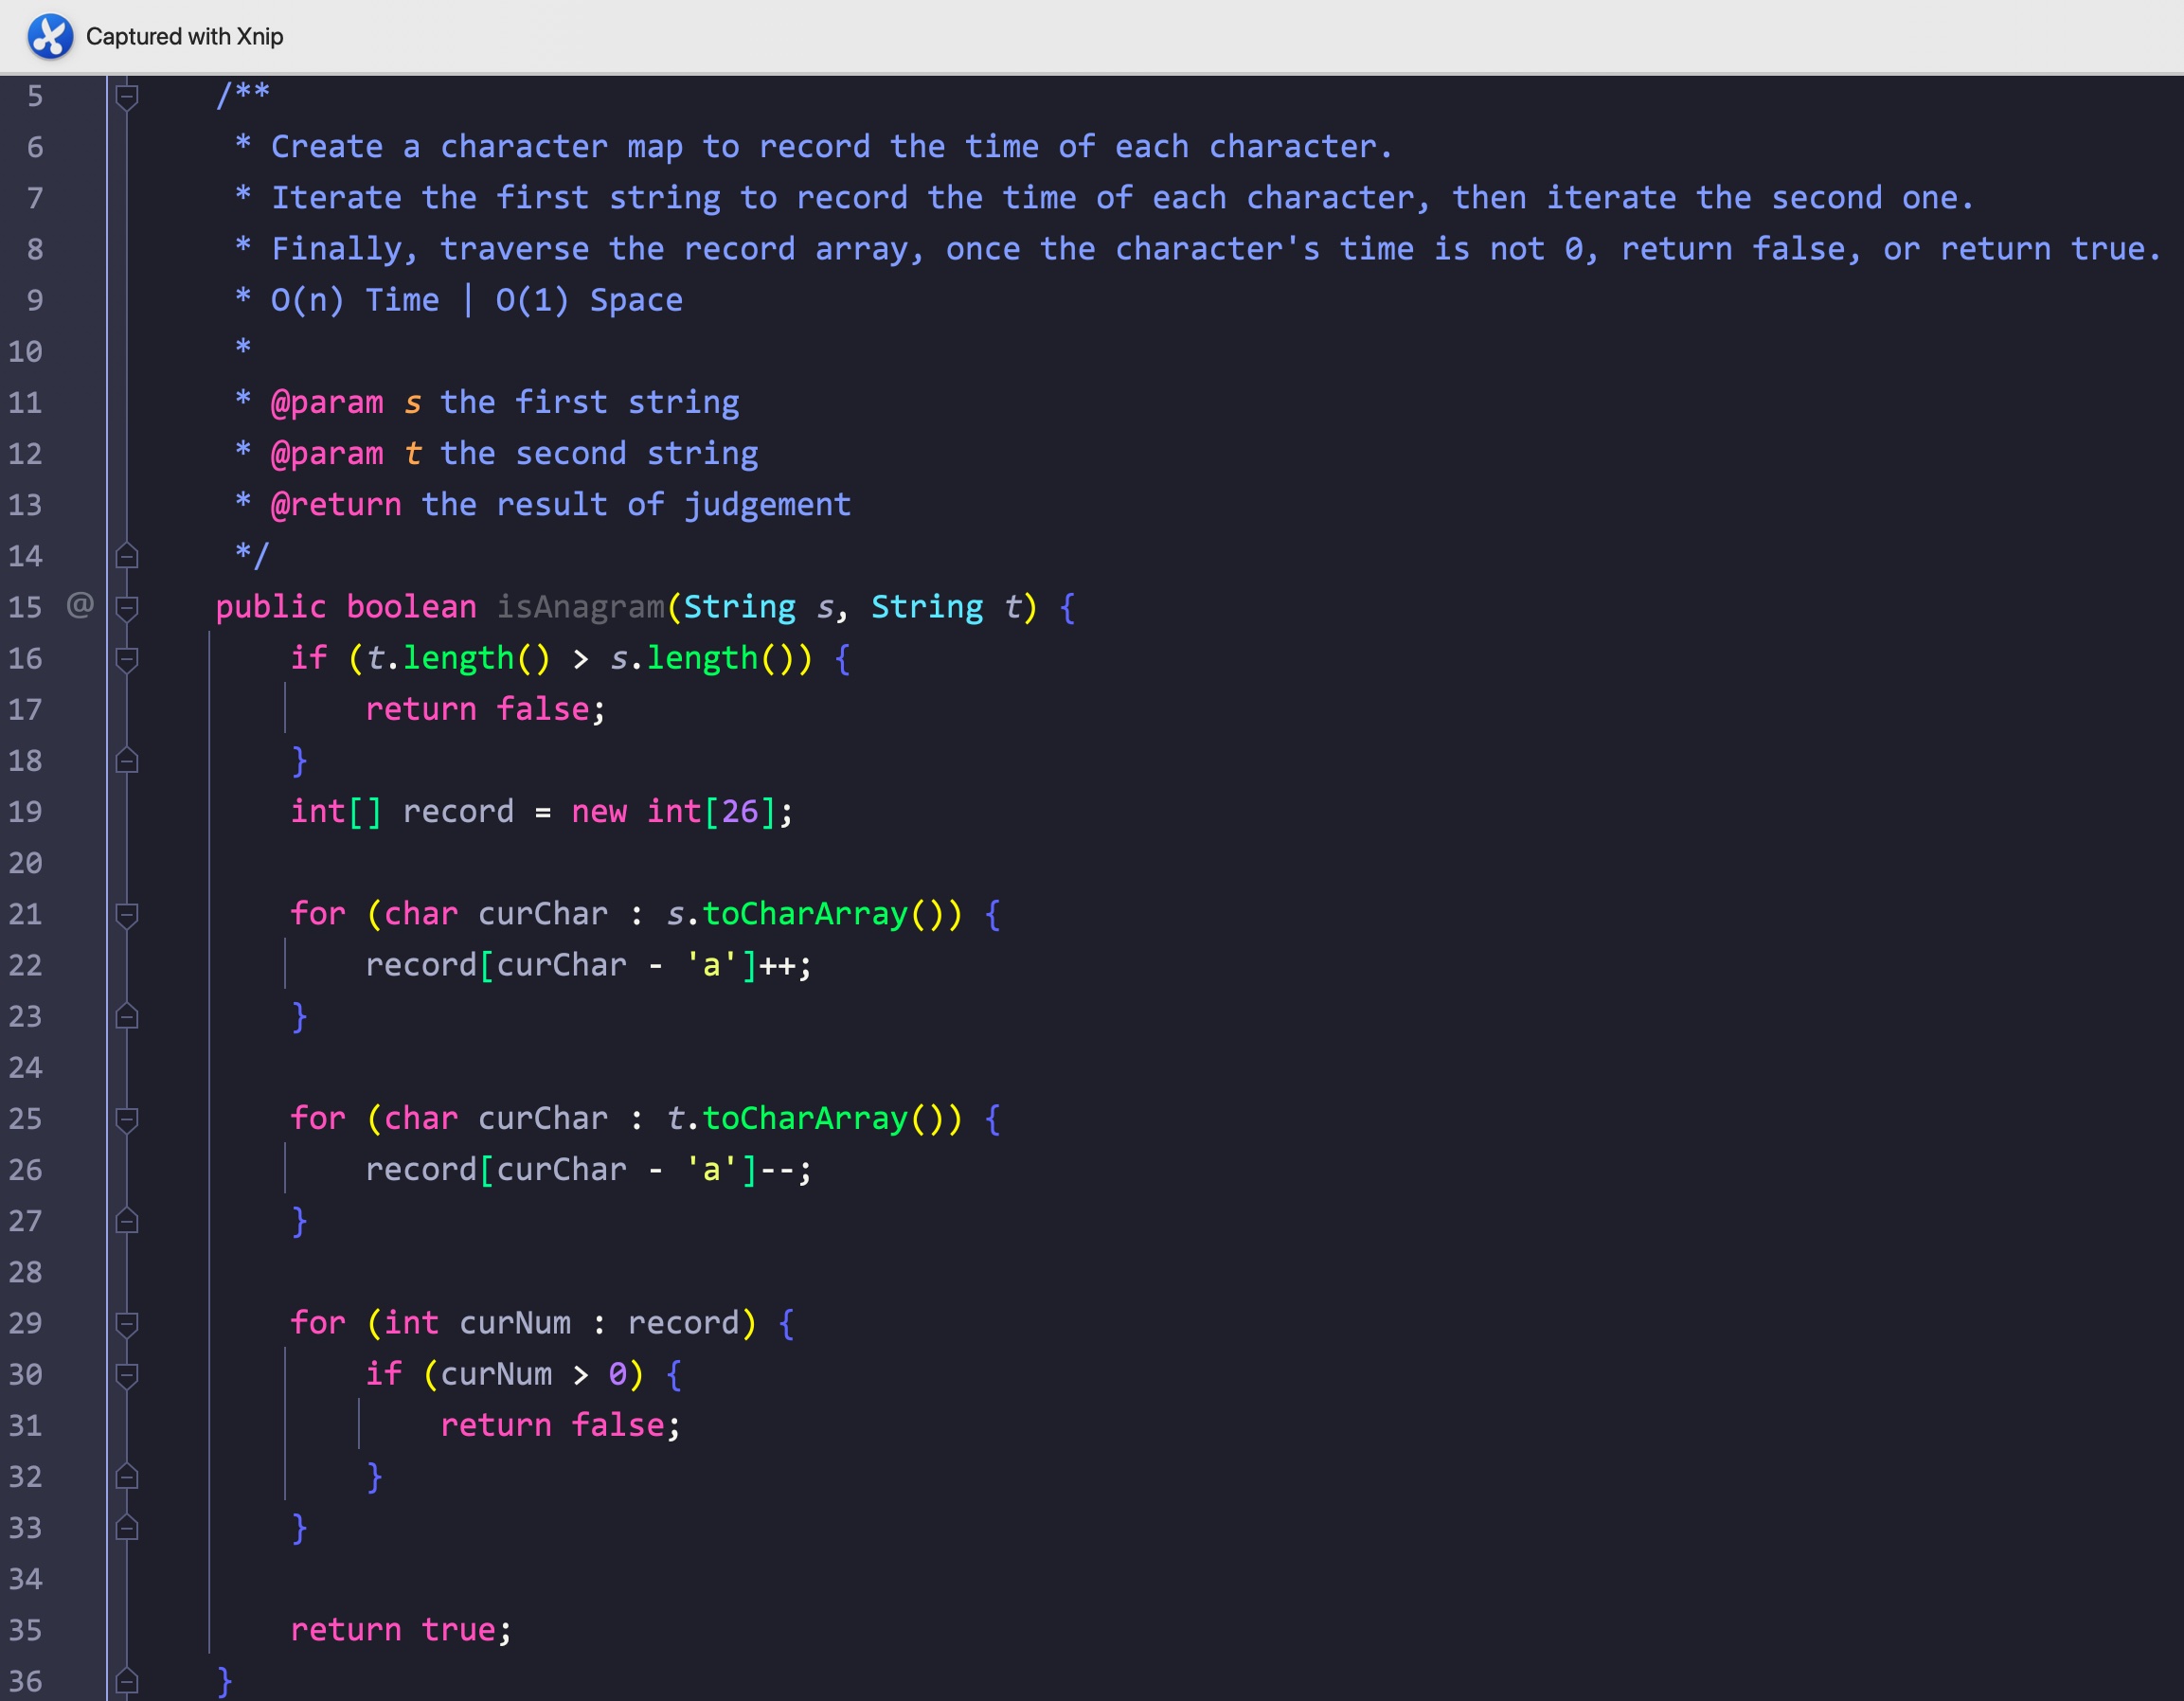 Captured with Xnip
5 /**
6 * Create a character map to record the time of each character.
7 * Iterate the first string to record the time of each character, then iterate the second one.
8 * Finally, traverse the record array, once the character's time is not 0, return false, or return true.
9 * O(n) Time | O(1) Space
10 *
11 * @param s the first string
12 * @param t the second string
13 * @return the result of judgement
14 */
15 @ public boolean isAnagram(String s, String t) {
16 if (t.length() > s.length()) {
17 return false;
18 }
19 int[] record = new int[26];
20
21 for (char curChar : s.toCharArray()) {
22 record[curChar - 'a']++;
23 }
24
25 for (char curChar : t.toCharArray()) {
26 record[curChar - 'a']--;
27 }
28
29 for (int curNum : record) {
30 if (curNum > 0) {
31 return false;
32 }
33 }
34
35 return true;
36 }